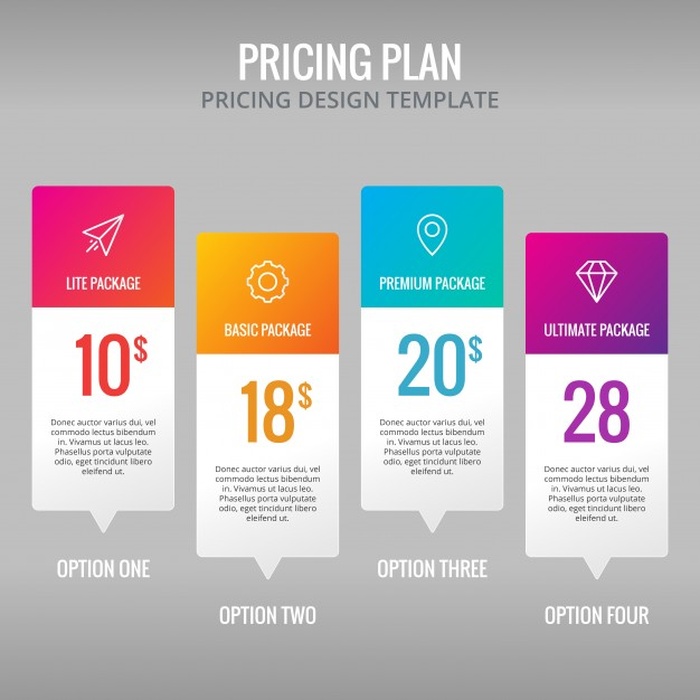 PRICING PLAN
PRICING DESIGN TEMPLATE
LITE PACKAGE
10$
Donec auctor varius dui, vel
commodo lectus bibendum
in. Vivamus ut lacus leo.
Phasellus porta vulputate
odio, eget tincidunt libero
eleifend ut.
OPTION ONE
BASIC PACKAGE
18$
Donec auctor varius dui, vel
commodo lectus bibendum
in. Vivamus ut lacus leo.
Phasellus porta vulputate
odio, eget tincidunt libero
eleifend ut.
OPTION TWO
PREMIUM PACKAGE
20$
Donec auctor varius dui, vel
commodo lectus bibendum
in. Vivamus ut lacus leo.
Phasellus porta vulputate
odio, eget tincidunt libero
eleifend ut.
OPTION THREE
ULTIMATE PACKAGE
28
Donec auctor varius dui, vel
commodo lectus bibendum
in. Vivamus ut lacus leo.
Phasellus porta vulputate
odio, eget tincidunt libero
eleifend ut.
OPTION FOUR